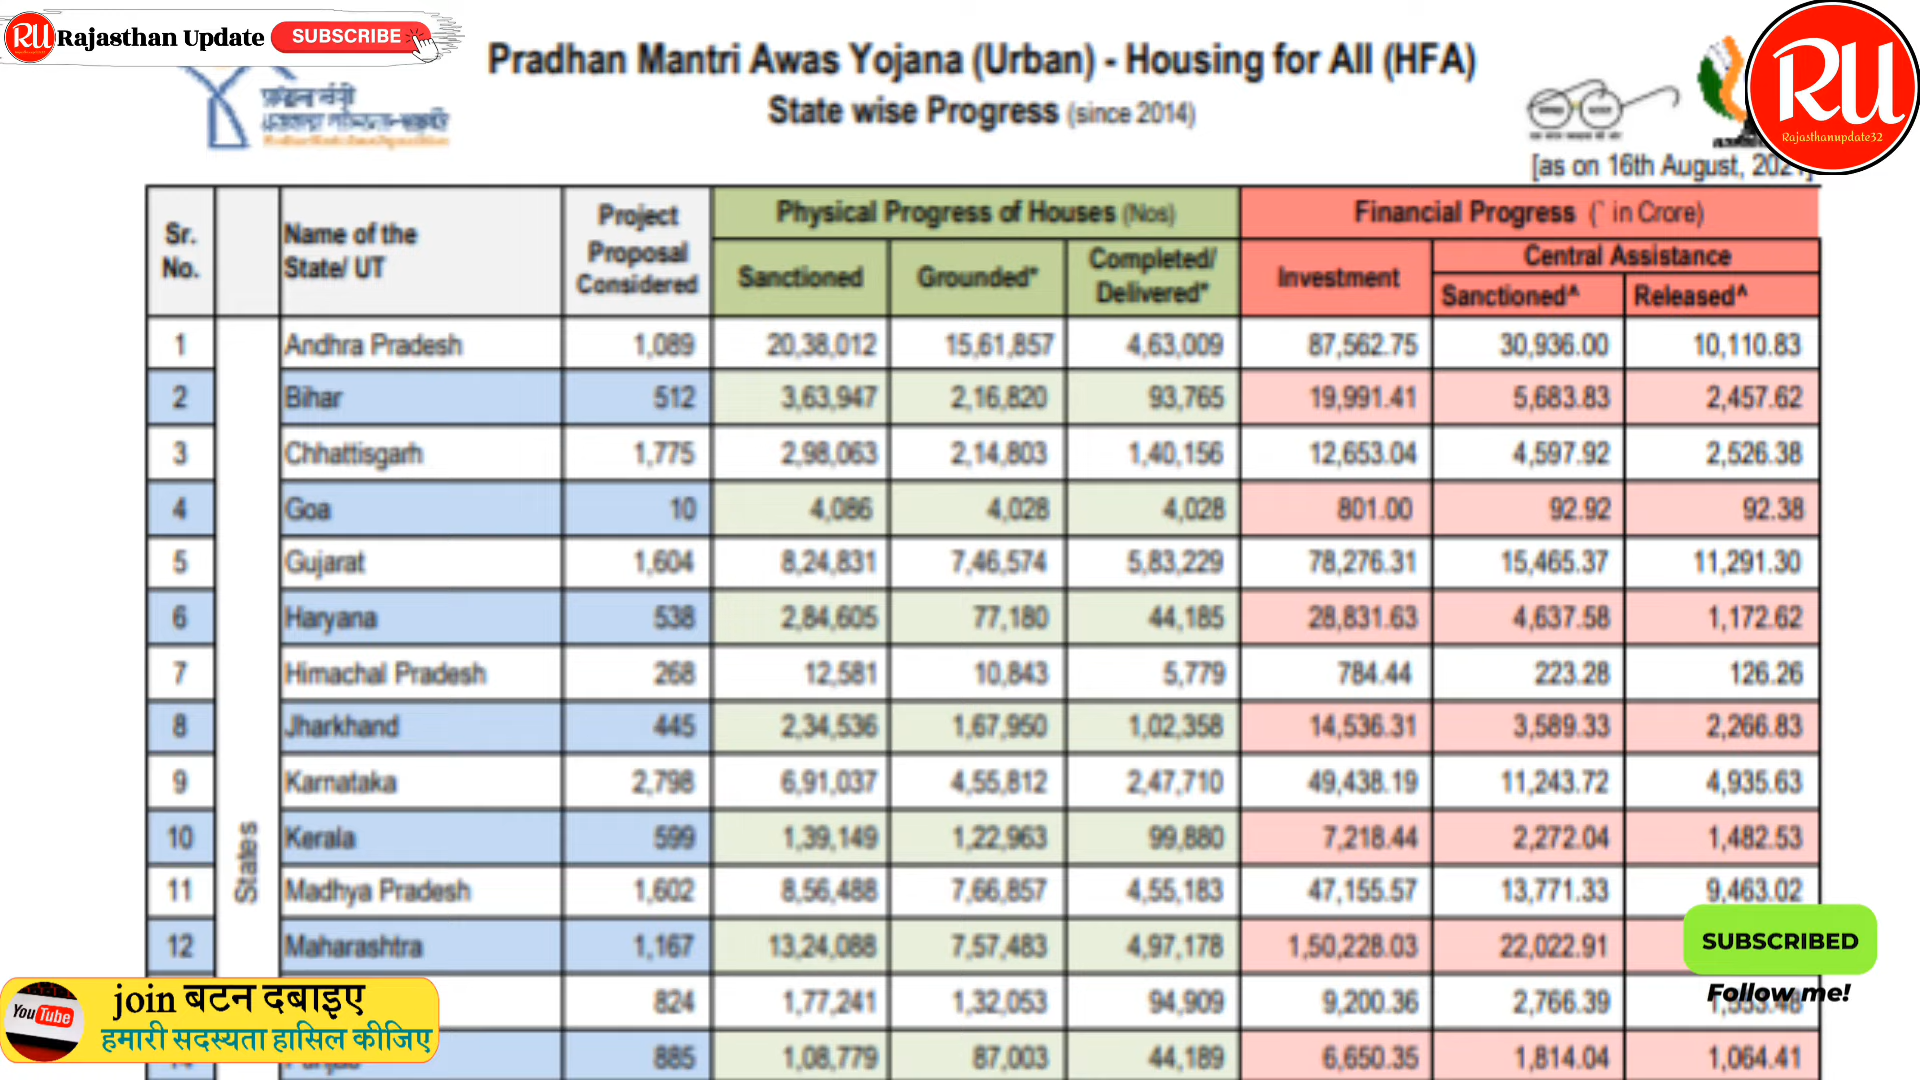 Rajasthan Update SUBSCRIBE
RU
Pradhan Mantri Awas Yojana (Urban) - Housing for All (HFA)
State wise Progress (since 2014)
RU
Rajasthanupdate32
[as on 16th August, 2021]
Sr. No. Name of the State/ UT Project Proposal Considered Physical Progress of Houses (Nos) Financial Progress (` in Crore)
Sanctioned Grounded* Completed/ Delivered* Investment Central Assistance
Sanctioned^ Released^
States
1 Andhra Pradesh 1,089 20,38,012 15,61,857 4,63,009 87,562.75 30,936.00 10,110.83
2 Bihar 512 3,63,947 2,16,820 93,765 19,991.41 5,683.83 2,457.62
3 Chhattisgarh 1,775 2,98,063 2,14,803 1,40,156 12,653.04 4,597.92 2,526.38
4 Goa 10 4,086 4,028 4,028 801.00 92.92 92.38
5 Gujarat 1,604 8,24,831 7,46,574 5,83,229 78,276.31 15,465.37 11,291.30
6 Haryana 538 2,84,605 77,180 44,185 28,831.63 4,637.58 1,172.62
7 Himachal Pradesh 268 12,581 10,843 5,779 784.44 223.28 126.26
8 Jharkhand 445 2,34,536 1,67,950 1,02,358 14,536.31 3,589.33 2,266.83
9 Karnataka 2,798 6,91,037 4,55,812 2,47,710 49,438.19 11,243.72 4,935.63
10 Kerala 599 1,39,149 1,22,963 99,880 7,218.44 2,272.04 1,482.53
11 Madhya Pradesh 1,602 8,56,488 7,66,857 4,55,183 47,155.57 13,771.33 9,463.02
12 Maharashtra 1,167 13,24,088 7,57,483 4,97,178 1,50,228.03 22,022.91
824 1,77,241 1,32,053 94,909 9,200.36 2,766.39
885 1,08,779 87,003 44,189 6,650.35 1,814.04 1,064.41
SUBSCRIBED
Follow me!
YouTube
join बटन दबाइए
हमारी सदस्यता हासिल कीजिए